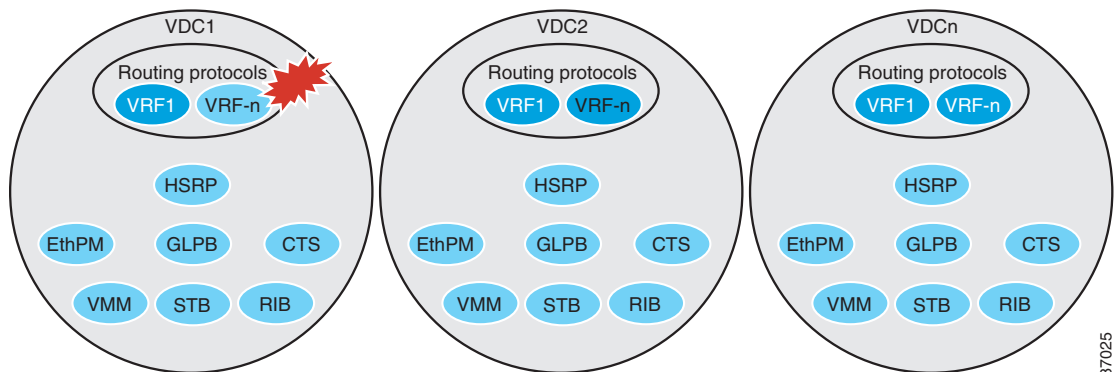 VDC1
Routing protocols
VRF1 VRF-n
HSRP
EthPM GLPB CTS
VMM STB RIB
VDC2
Routing protocols
VRF1 VRF-n
HSRP
EthPM GLPB CTS
VMM STB RIB
VDCn
Routing protocols
VRF1 VRF-n
HSRP
EthPM GLPB CTS
VMM STB RIB